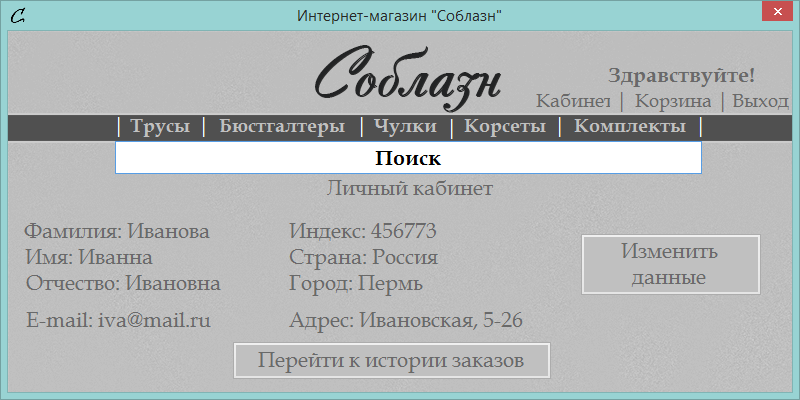 Интернет-магазин "Соблазн"
Соблазн
Здравствуйте!
Кабинет | Корзина | Выход
| Трусы | Бюстгалтеры | Чулки | Корсеты | Комплекты |
Поиск
Личный кабинет
Фамилия: Иванова Индекс: 456773
Имя: Иванна Страна: Россия
Отчество: Ивановна Город: Пермь
E-mail: iva@mail.ru Адрес: Ивановская, 5-26
Изменить
данные
Перейти к истории заказов